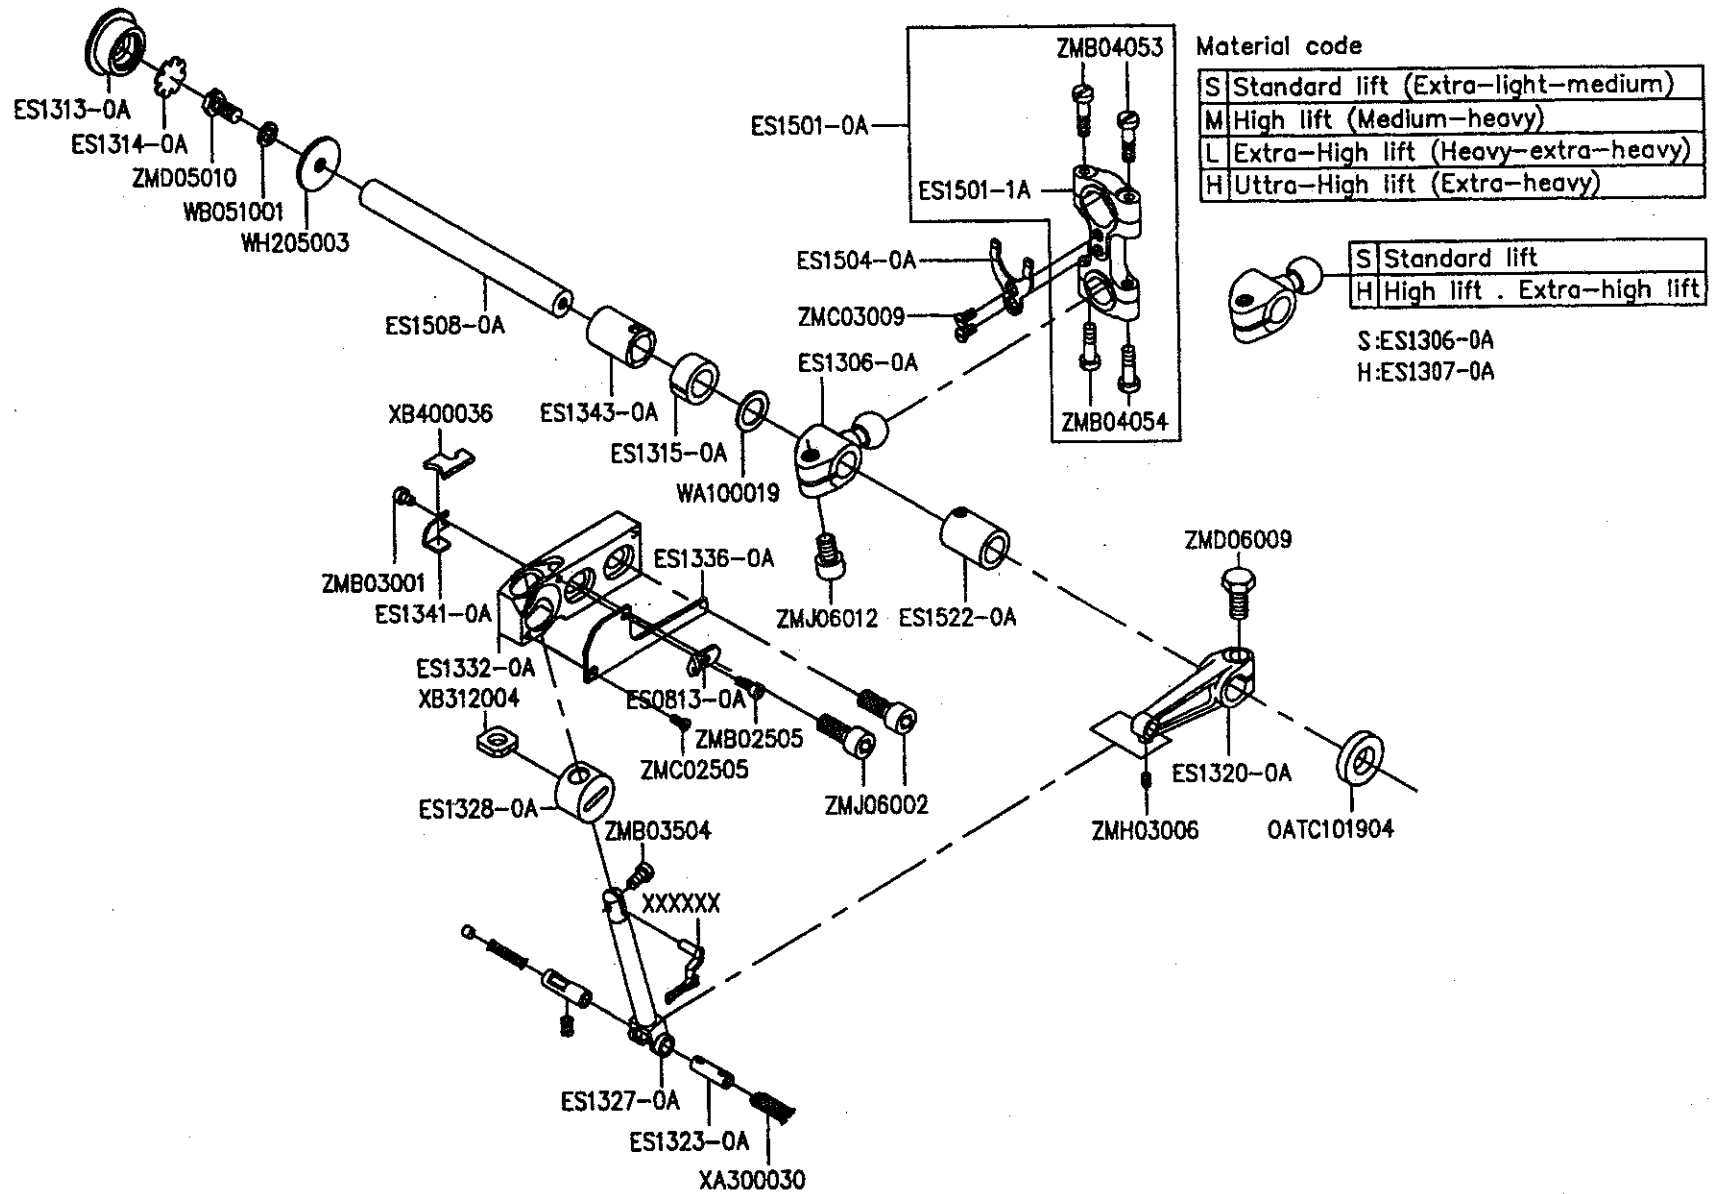 ZMB04053
Material code
S Standard lift (Extra-light-medium)
M High lift (Medium-heavy)
L Extra-High lift (Heavy-extra-heavy)
H Uttra-High lift (Extra-heavy)
ES1313-0A
ES1314-0A
ZMD05010
WB051001
WH205003
ES1501-0A
ES1501-1A
ES1504-0A
ZMC03009
S Standard lift
H High lift . Extra-high lift
S:ES1306-0A
H:ES1307-0A
ES1508-0A
ES1306-0A
ES1343-0A
ZMB04054
XB400036
ES1315-0A
WA100019
ZMD06009
ES1336-0A
ZMB03001
ES1341-0A
ZMJ06012
ES1522-0A
ES1332-0A
XB312004
ES0813-0A
ZMB02505
ZMC02505
ES1328-0A
ZMJ06002
ES1320-0A
ZMB03504
ZMH03006
OATC101904
XXXXXX
ES1327-0A
ES1323-0A
XA300030